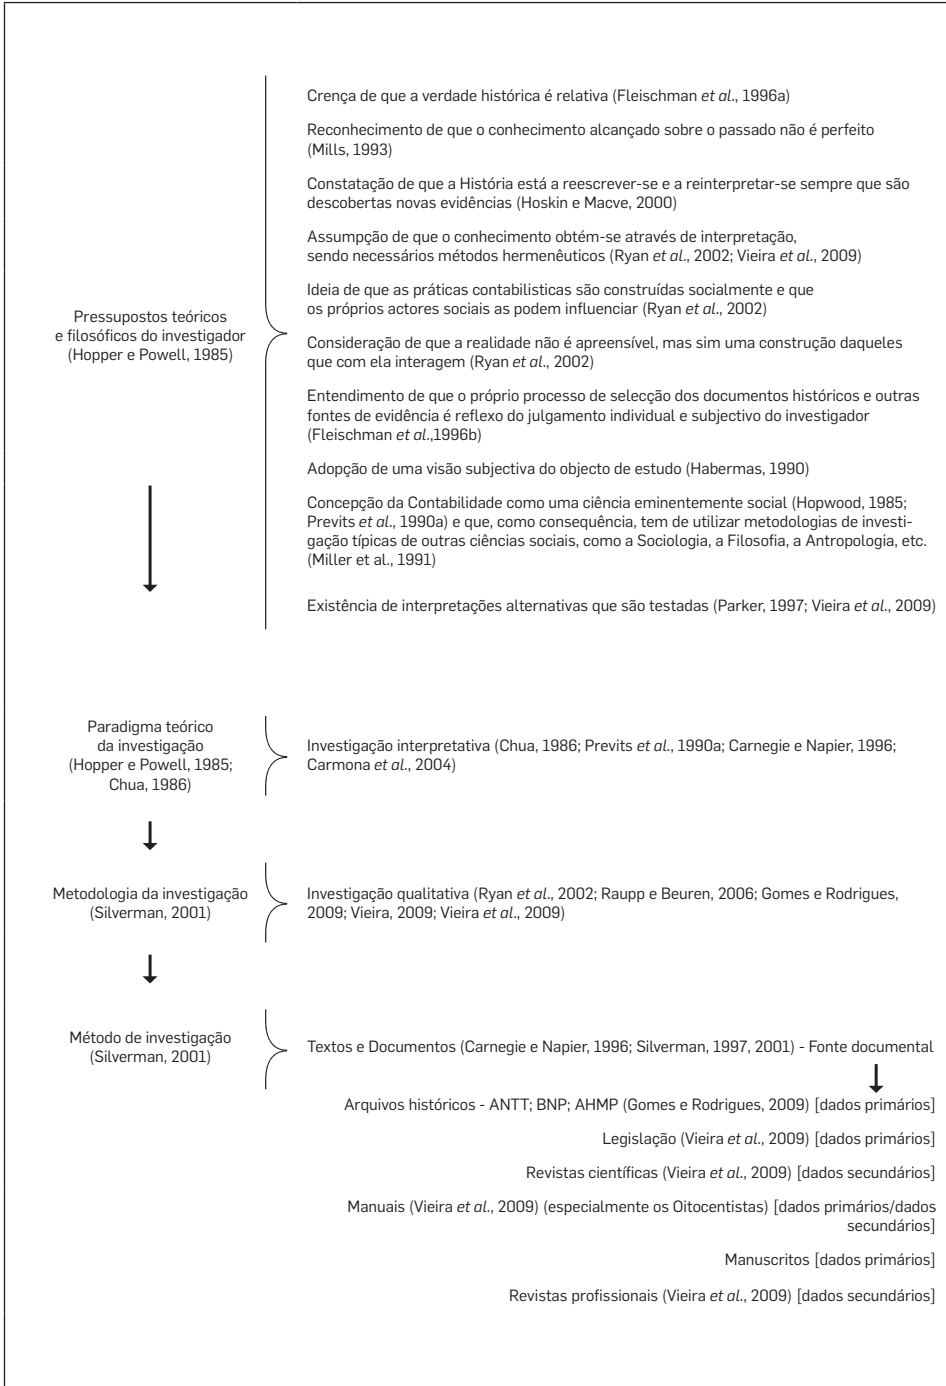 Crença de que a verdade histórica é relativa (Fleischman et al., 1996a)
Reconhecimento de que o conhecimento alcançado sobre o passado não é perfeito
(Mills, 1993)
Constatação de que a História está a reescrever-se e a reinterpretar-se sempre que são
descobertas novas evidências (Hoskin e Macve, 2000)
Assumpção de que o conhecimento obtém-se através de interpretação,
sendo necessários métodos hermenêuticos (Ryan et al., 2002; Vieira et al., 2009)
Ideia de que as práticas contabilisticas são construídas socialmente e que
os próprios actores sociais as podem influenciar (Ryan et al., 2002)
Pressupostos teóricos
e filosóficos do investigador
(Hopper e Powell, 1985)
Consideração de que a realidade não é apreensível, mas sim uma construção daqueles
que com ela interagem (Ryan et al., 2002)
Entendimento de que o próprio processo de selecção dos documentos históricos e outras
fontes de evidência é reflexo do julgamento individual e subjectivo do investigador
(Fleischman et al.,1996b)
Adopção de uma visão subjectiva do objecto de estudo (Habermas, 1990)
Concepção da Contabilidade como uma ciência eminentemente social (Hopwood, 1985;
Previts et al., 1990a) e que, como consequência, tem de utilizar metodologias de investi-
gação típicas de outras ciências sociais, como a Sociologia, a Filosofia, a Antropologia, etc.
(Miller et al., 1991)
Existência de interpretações alternativas que são testadas (Parker, 1997; Vieira et al., 2009)
Paradigma teórico
da investigação
(Hopper e Powell, 1985;
Chua, 1986)
Investigação interpretativa (Chua, 1986; Previts et al., 1990a; Carnegie e Napier, 1996;
Carmona et al., 2004)
Metodologia da investigação
(Silverman, 2001)
Investigação qualitativa (Ryan et al., 2002; Raupp e Beuren, 2006; Gomes e Rodrigues,
2009; Vieira, 2009; Vieira et al., 2009)
Método de investigação
(Silverman, 2001)
Textos e Documentos (Carnegie e Napier, 1996; Silverman, 1997, 2001) - Fonte documental
Arquivos históricos - ANTT; BNP; AHMP (Gomes e Rodrigues, 2009) [dados primários]
Legislação (Vieira et al., 2009) [dados primários]
Revistas científicas (Vieira et al., 2009) [dados secundários]
Manuais (Vieira et al., 2009) (especialmente os Oitocentistas) [dados primários/dados
secundários]
Manuscritos [dados primários]
Revistas profissionais (Vieira et al., 2009) [dados secundários]